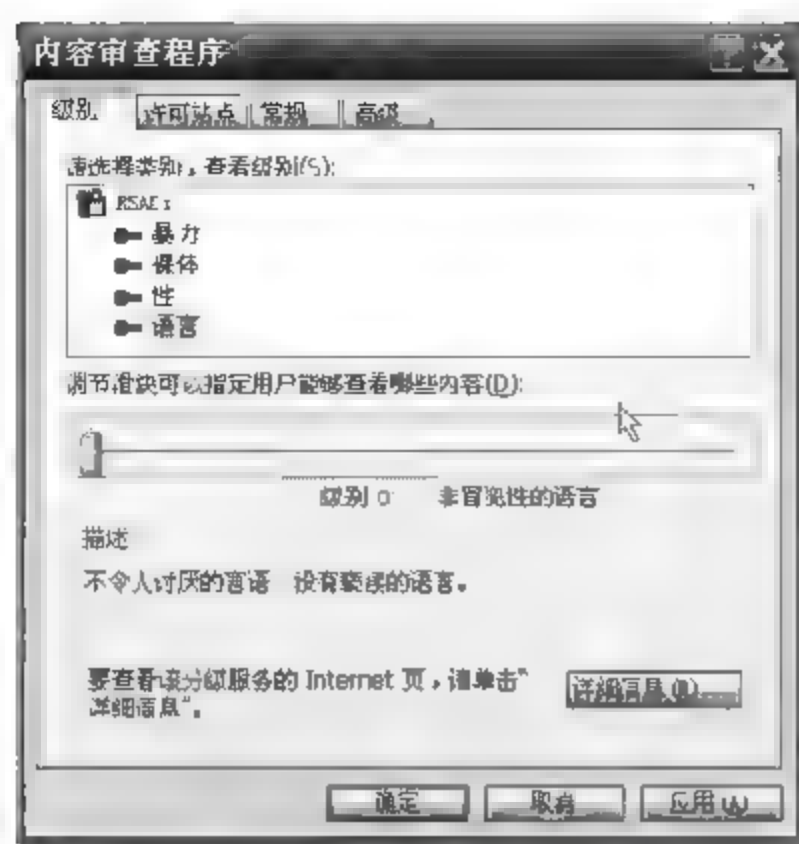 内容审查程序
级别 许可站点 常规 高级
请选择类别，查看级别(S):
RSACi
暴力
裸体
性
语言
调节滑块可以指定用户能够查看哪些内容(D):
级别 0: 非冒犯性的语言
描述
不令人讨厌的言语 没有亵渎的语言。
要查看该分级服务的 Internet 页，请单击"
详细信息"。
详细信息(I)...
确定 取消 应用(A)